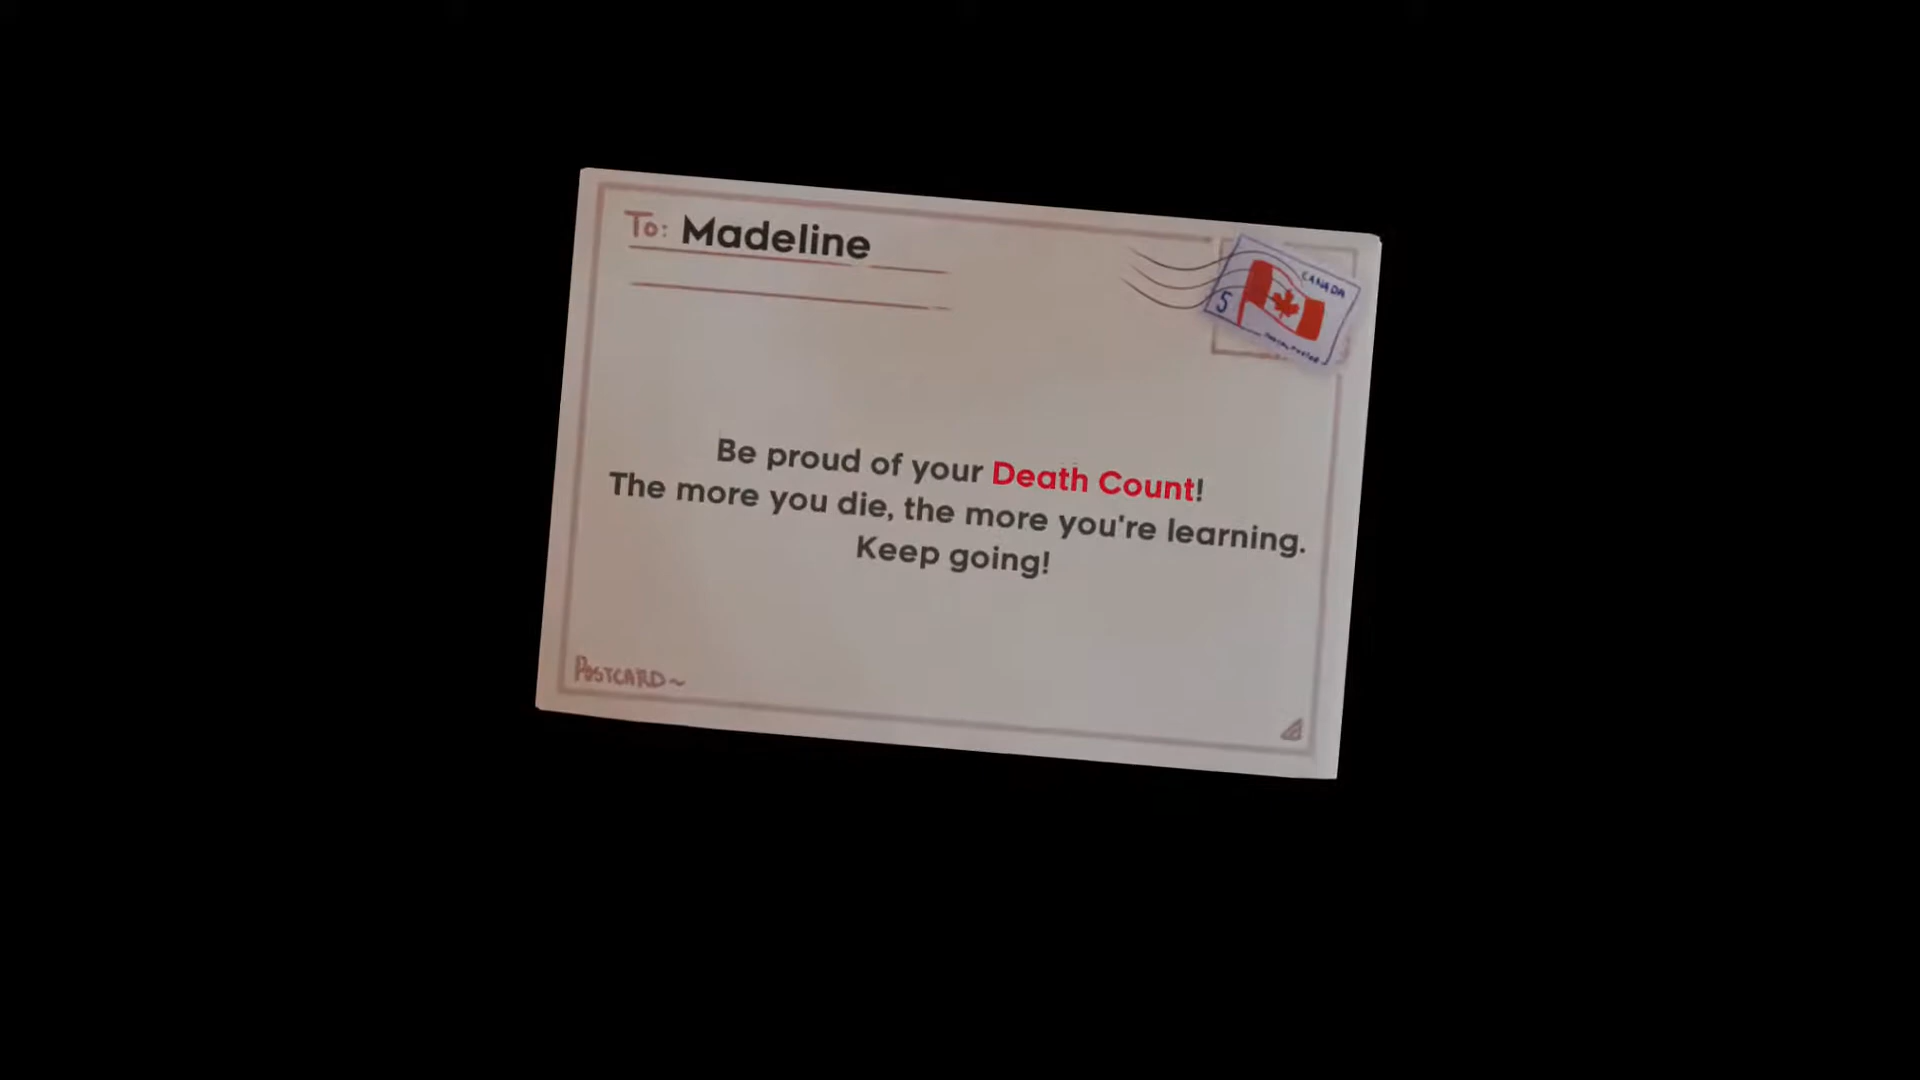 To: Madeline
CANADA
5
Be proud of your Death Count!
The more you die, the more you're learning.
Keep going!
POSTCARD~